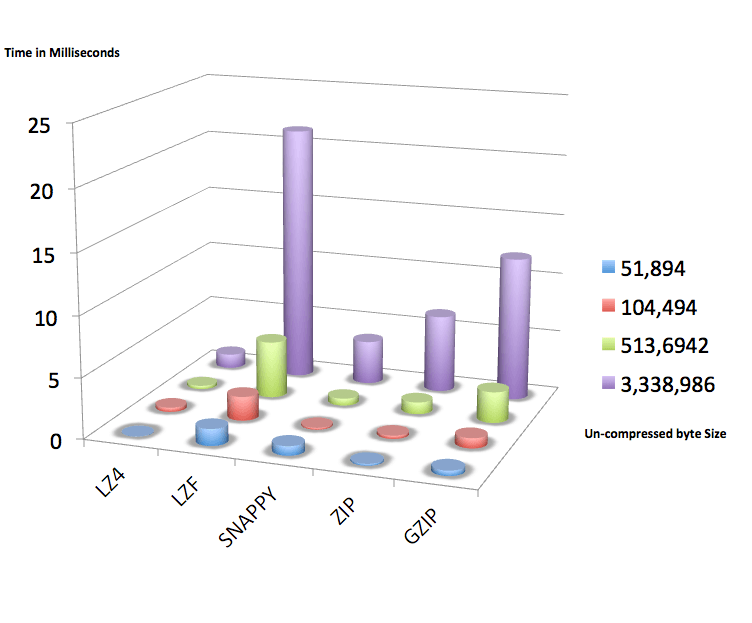 Time in Milliseconds
25
20
15
10
5
0
LZ4
LZF
SNAPPY
ZIP
GZIP
51,894
104,494
513,6942
3,338,986
Un-compressed byte Size